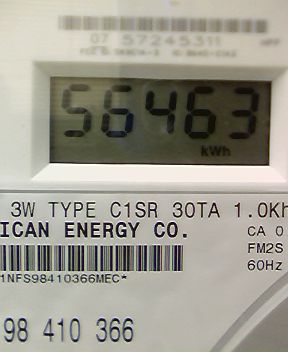 07 57245311
56463
kWh
3W TYPE C1SR 30TA 1.0Kh
ICAN ENERGY CO.
CA 0
FM2S
60Hz
1NFS98410366MEC*
98 410 366